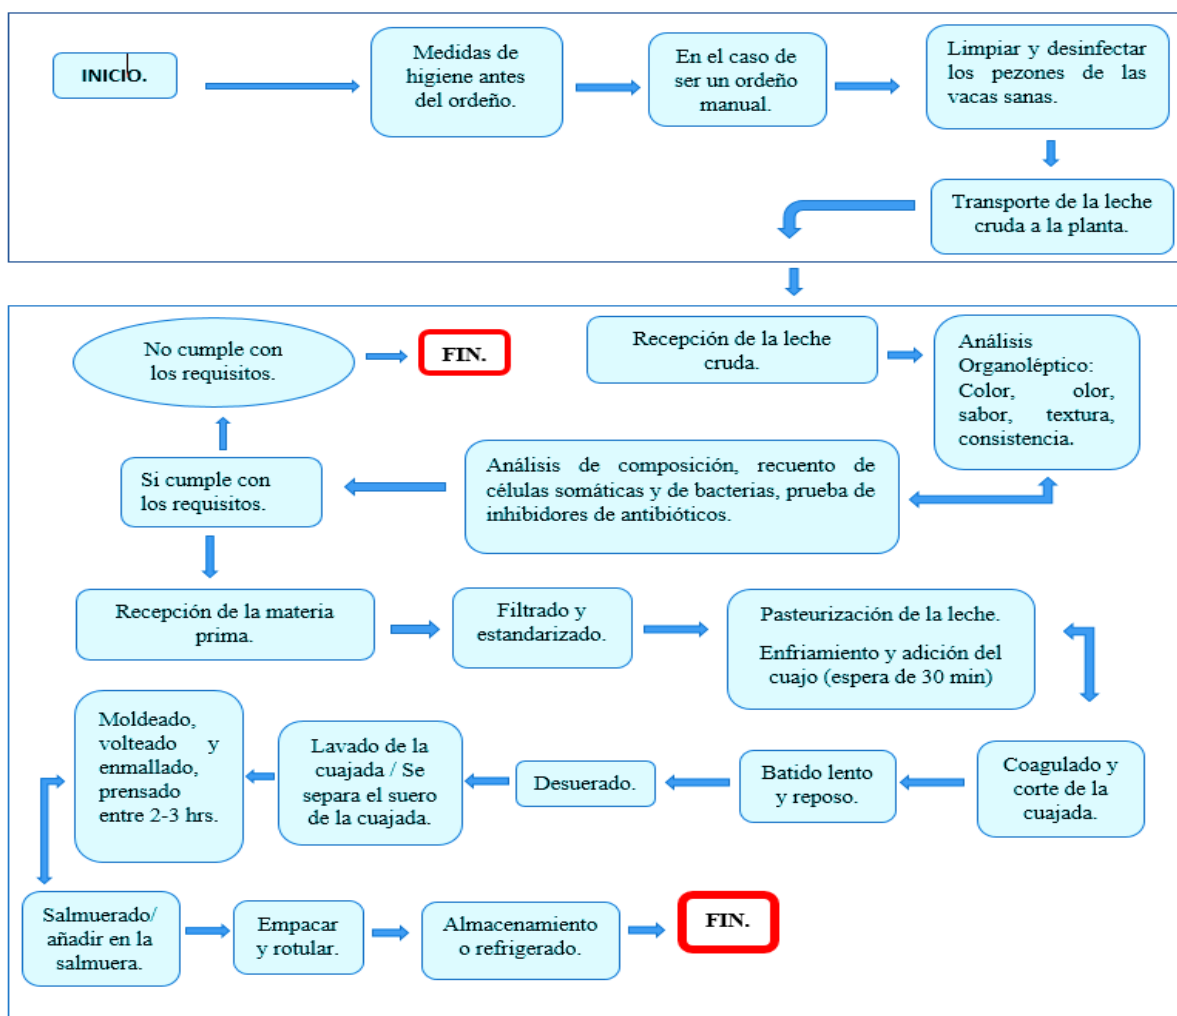 INICIO.
Medidas de
higiene antes
del ordeño.
En el caso de
ser un ordeño
manual.
Limpiar y desinfectar
los pezones de las
vacas sanas.
Transporte de la leche
cruda a la planta.
No cumple con
los requisitos.
FIN.
Recepción de la leche
cruda.
Análisis
Organoléptico:
Color, olor,
sabor, textura,
consistencia.
Análisis de composición, recuento de
células somáticas y de bacterias, prueba de
inhibidores de antibióticos.
Sí cumple con
los requisitos.
Recepción de la materia
prima.
Filtrado y
estandarizado.
Pasteurización de la leche.
Enfriamiento y adición del
cuajo (espera de 30 min)
Coagulado y
corte de la
cuajada.
Batido lento
y reposo.
Desuerado.
Lavado de la
cuajada / Se
separa el suero
de la cuajada.
Moldeado,
volteado y
enmallado,
prensado
entre 2-3 hrs.
Salmuerado/
añadir en la
salmuera.
Empacar
y rotular.
Almacenamiento
o refrigerado.
FIN.